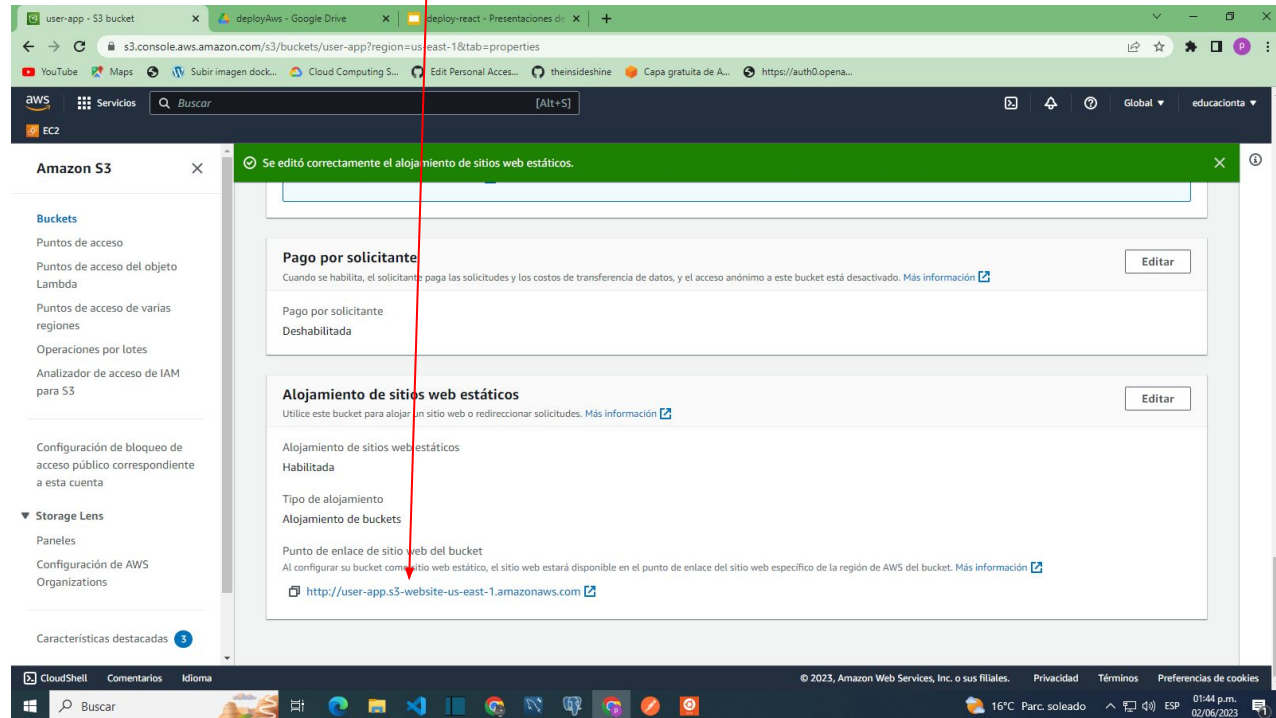 user-app - S3 bucket
deployAws - Google Drive
deploy-react - Presentaciones de
s3.console.aws.amazon.com/s3/buckets/user-app?region=us-east-1&tab=properties
YouTube Maps Subir imagen dock... Cloud Computing S... Edit Personal Acces... theinsideshine Capa gratuita de A... https://auth0.opena...
aws Servicios Buscar [Alt+S] Global educacionta
EC2
Amazon S3
Se editó correctamente el alojamiento de sitios web estáticos.
Buckets
Puntos de acceso
Puntos de acceso del objeto
Lambda
Puntos de acceso de varias
regiones
Operaciones por lotes
Analizador de acceso de IAM
para S3
Configuración de bloqueo de
acceso público correspondiente
a esta cuenta
Storage Lens
Paneles
Configuración de AWS
Organizations
Características destacadas 3
Pago por solicitante
Editar
Cuando se habilita, el solicitante paga las solicitudes y los costos de transferencia de datos, y el acceso anónimo a este bucket está desactivado. Más información
Pago por solicitante
Deshabilitada
Alojamiento de sitios web estáticos
Editar
Utilice este bucket para alojar un sitio web o redireccionar solicitudes. Más información
Alojamiento de sitios web estáticos
Habilitada
Tipo de alojamiento
Alojamiento de buckets
Punto de enlace de sitio web del bucket
Al configurar su bucket como sitio web estático, el sitio web estará disponible en el punto de enlace del sitio web específico de la región de AWS del bucket. Más información
http://user-app.s3-website-us-east-1.amazonaws.com
CloudShell Comentarios Idioma © 2023, Amazon Web Services, Inc. o sus filiales. Privacidad Términos Preferencias de cookies
Buscar 16°C Parc. soleado ESP 01:44 p.m.
02/06/2023 1